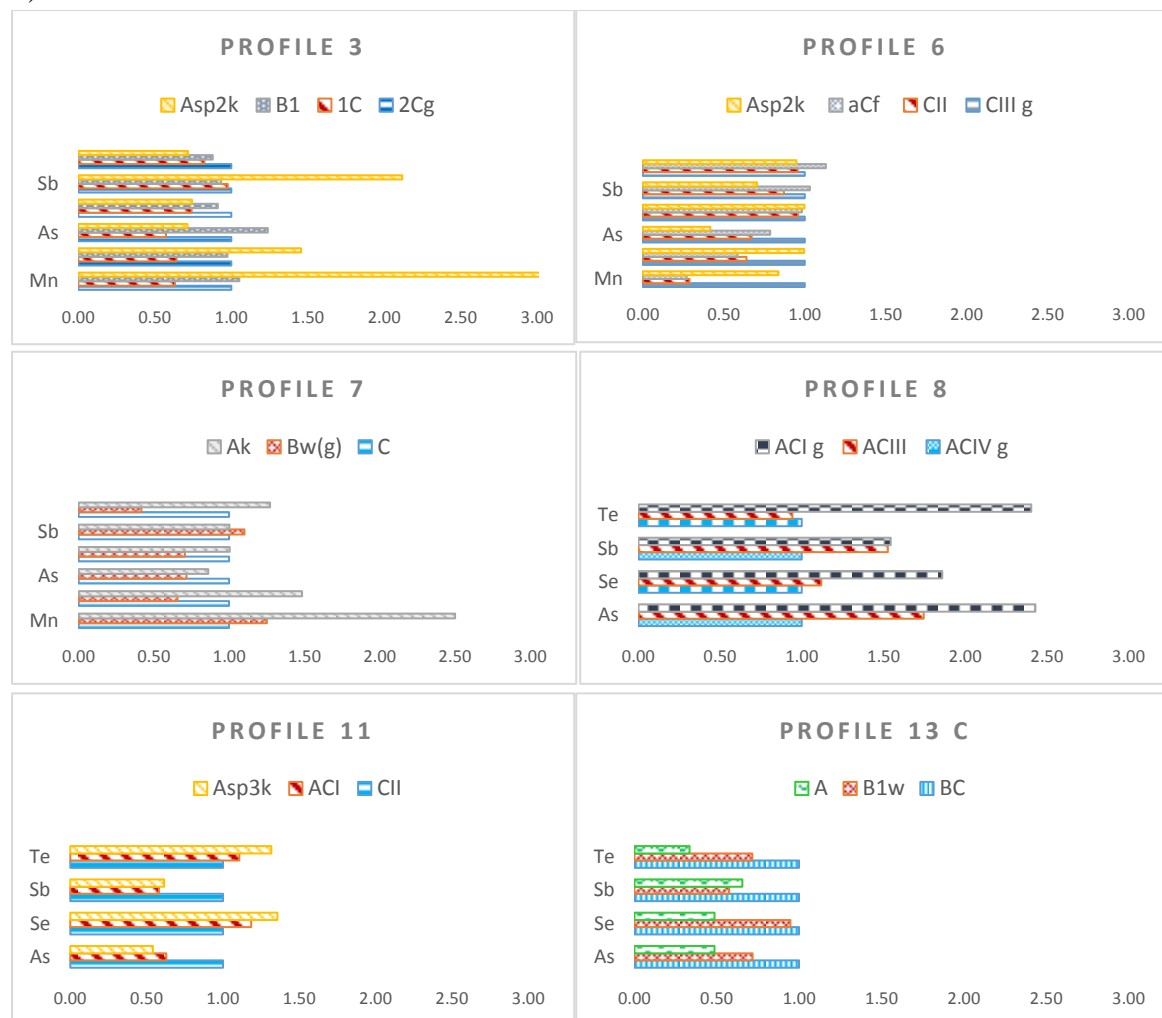 PROFILE 3
Asp2k B1 1C 2Cg
Sb
As
Mn
0.00 0.50 1.00 1.50 2.00 2.50 3.00
PROFILE 6
Asp2k aCf CII CIII g
Sb
As
Mn
0.00 0.50 1.00 1.50 2.00 2.50 3.00
PROFILE 7
Ak Bw(g) C
Sb
As
Mn
0.00 0.50 1.00 1.50 2.00 2.50 3.00
PROFILE 8
ACI g ACIII ACIV g
Te
Sb
Se
As
0.00 0.50 1.00 1.50 2.00 2.50 3.00
PROFILE 11
Asp3k ACI CII
Te
Sb
Se
As
0.00 0.50 1.00 1.50 2.00 2.50 3.00
PROFILE 13 C
A B1w BC
Te
Sb
Se
As
0.00 0.50 1.00 1.50 2.00 2.50 3.00